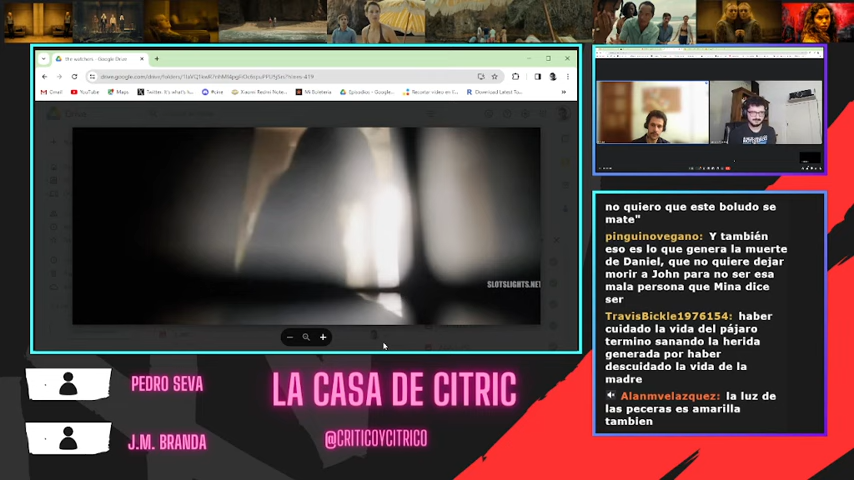 the watchers - Google Drive
Gmail
YouTube
Maps
SLOTSLIGHTS.NET
no quiero que este boludo se
mate"
pinguinovegano: Y también
eso es lo que genera la muerte
de Daniel, que no quiere dejar
morir a John para no ser esa
mala persona que Mina dice
ser
TravisBickle1976154: haber
cuidado la vida del pájaro
termino sanando la herida
generada por haber
descuidado la vida de la
madre
Alanmvelazquez: la luz de
las peceras es amarilla
tambien
PEDRO SEVA
J.M. BRANDA
LA CASA DE CITRIC
@CRITICOYCITRICO